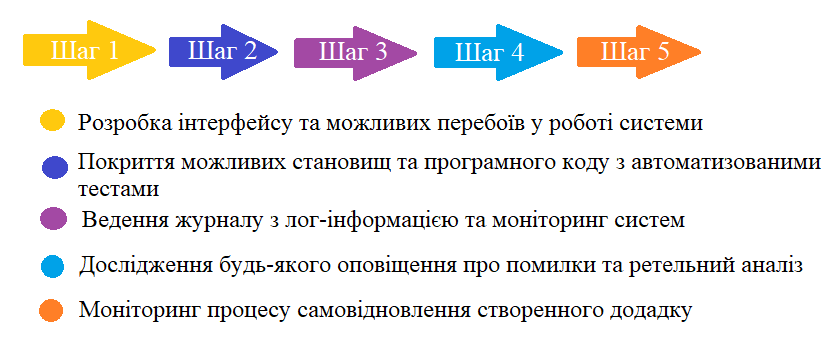 Шаг 1 Шаг 2 Шаг 3 Шаг 4 Шаг 5
Розробка інтерфейсу та можливих перебоїв у роботі системи
Покриття можливих становищ та програмного коду з автоматизованими
тестами
Ведення журналу з лог-інформацією та моніторинг систем
Дослідження будь-якого оповіщення про помилки та ретельний аналіз
Моніторинг процесу самовідновлення створенного дододку